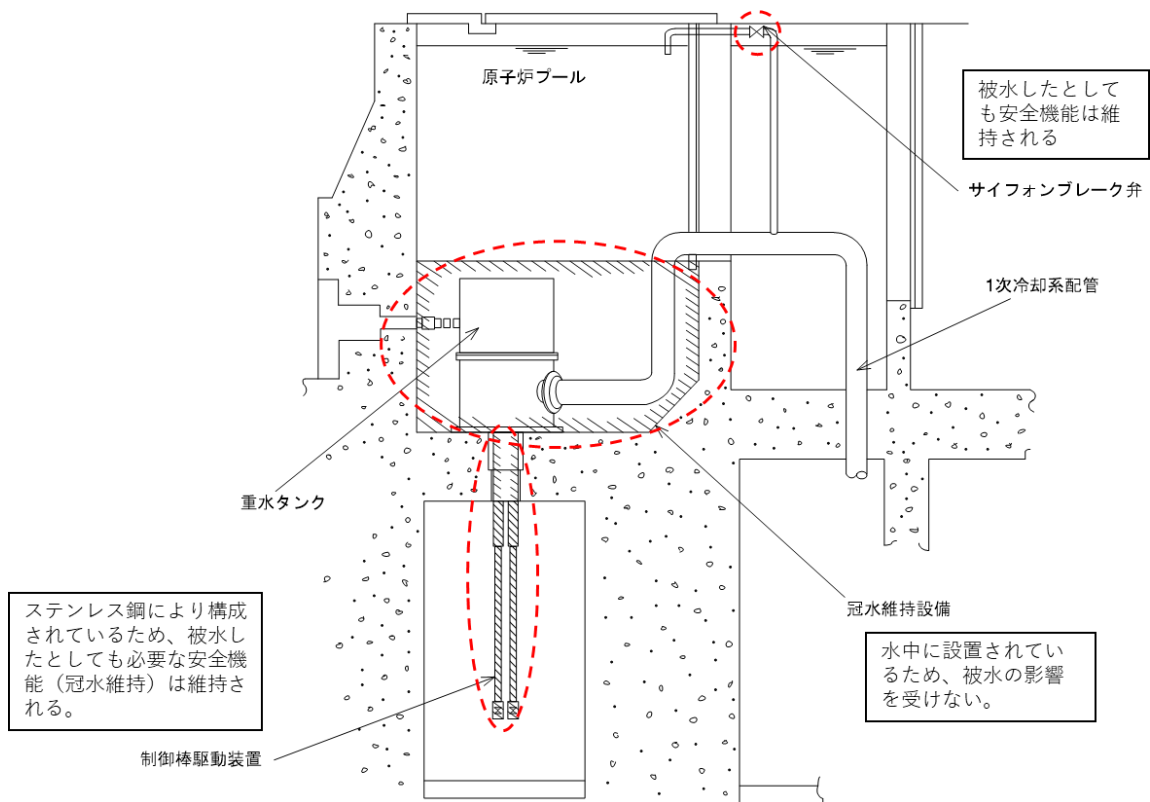 原子炉プール
被水したとして
も安全機能は維
持される
サイフォンブレーク弁
1次冷却系配管
重水タンク
冠水維持設備
ステンレス鋼により構成
されているため、被水し
たとしても必要な安全機
能（冠水維持）は維持さ
れる。
水中に設置されてい
るため、被水の影響
を受けない。
制御棒駆動装置